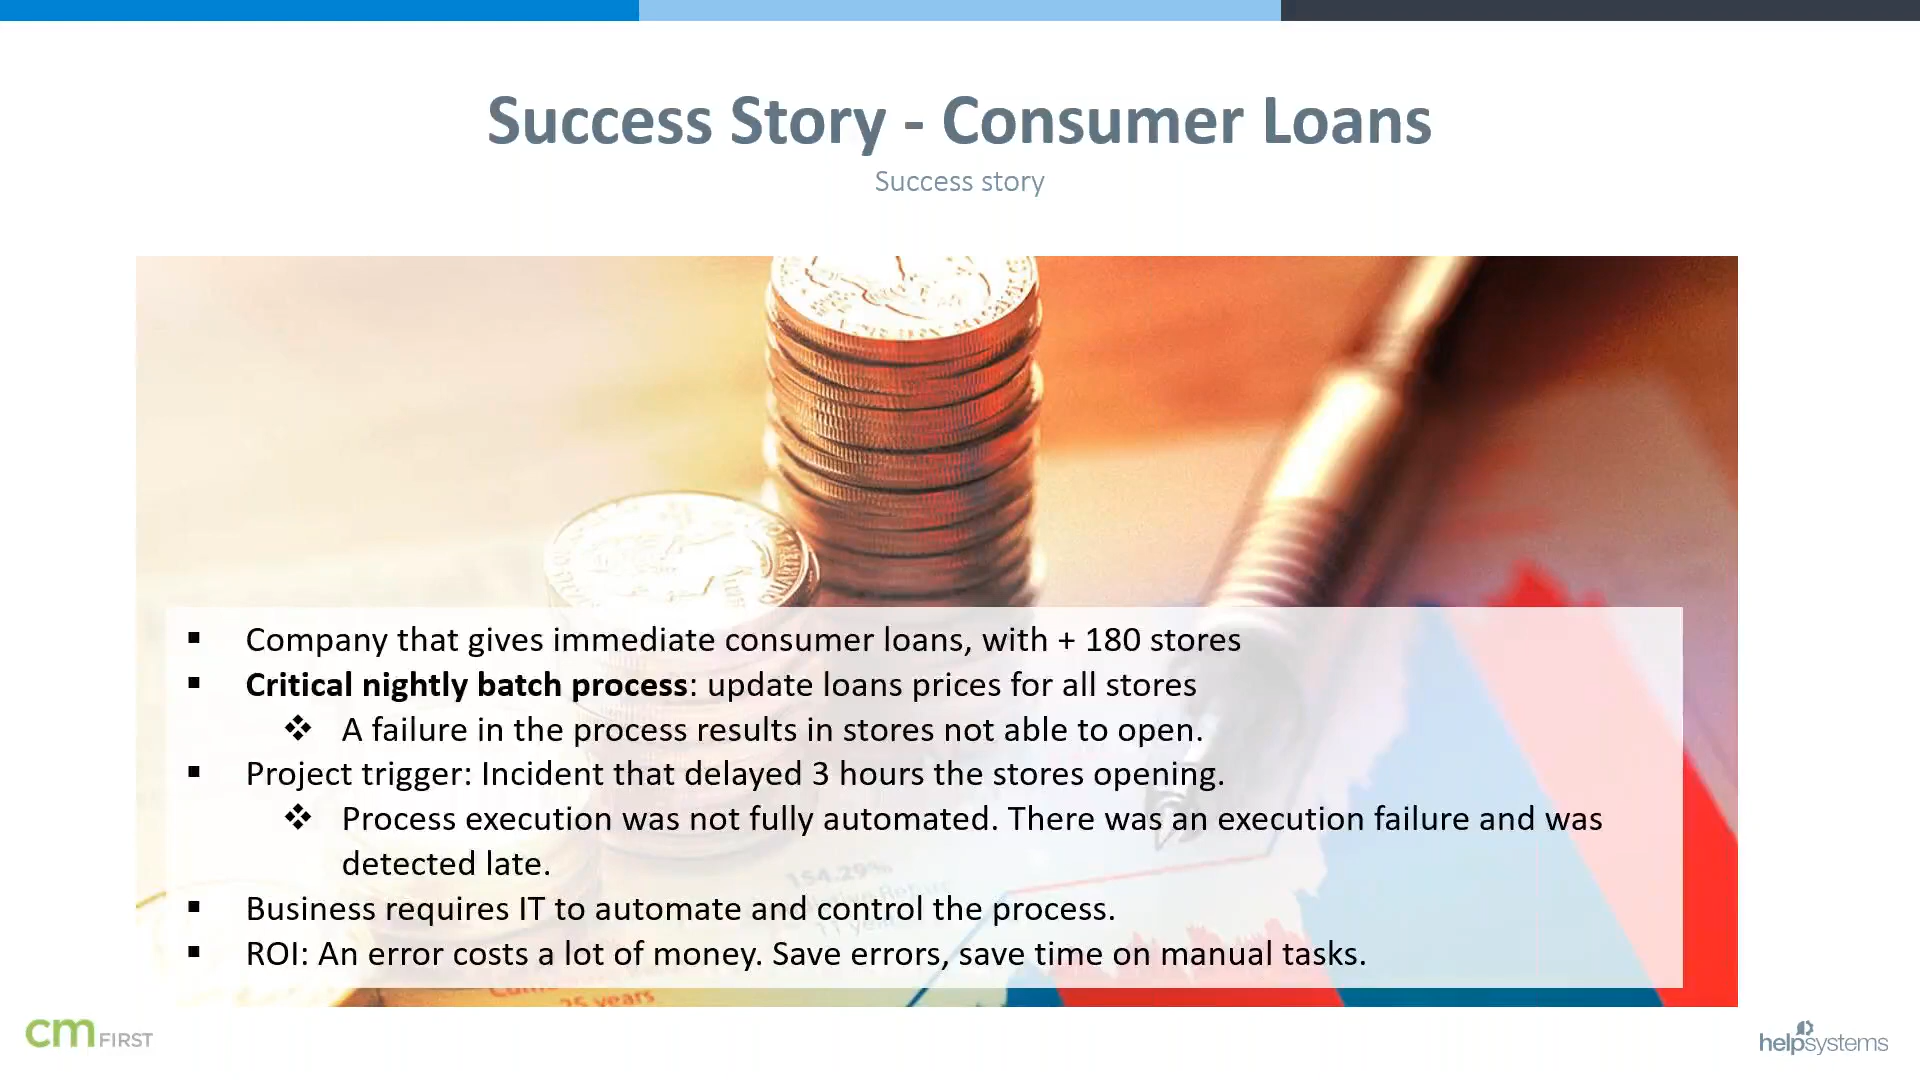 Success Story - Consumer Loans
Success story
▪ Company that gives immediate consumer loans, with + 180 stores
▪ Critical nightly batch process: update loans prices for all stores
❖ A failure in the process results in stores not able to open.
▪ Project trigger: Incident that delayed 3 hours the stores opening.
❖ Process execution was not fully automated. There was an execution failure and was
detected late.
154.29%
▪ Business requires IT to automate and control the process.
▪ ROI: An error costs a lot of money. Save errors, save time on manual tasks.
25 years
cm FIRST
helpsystems